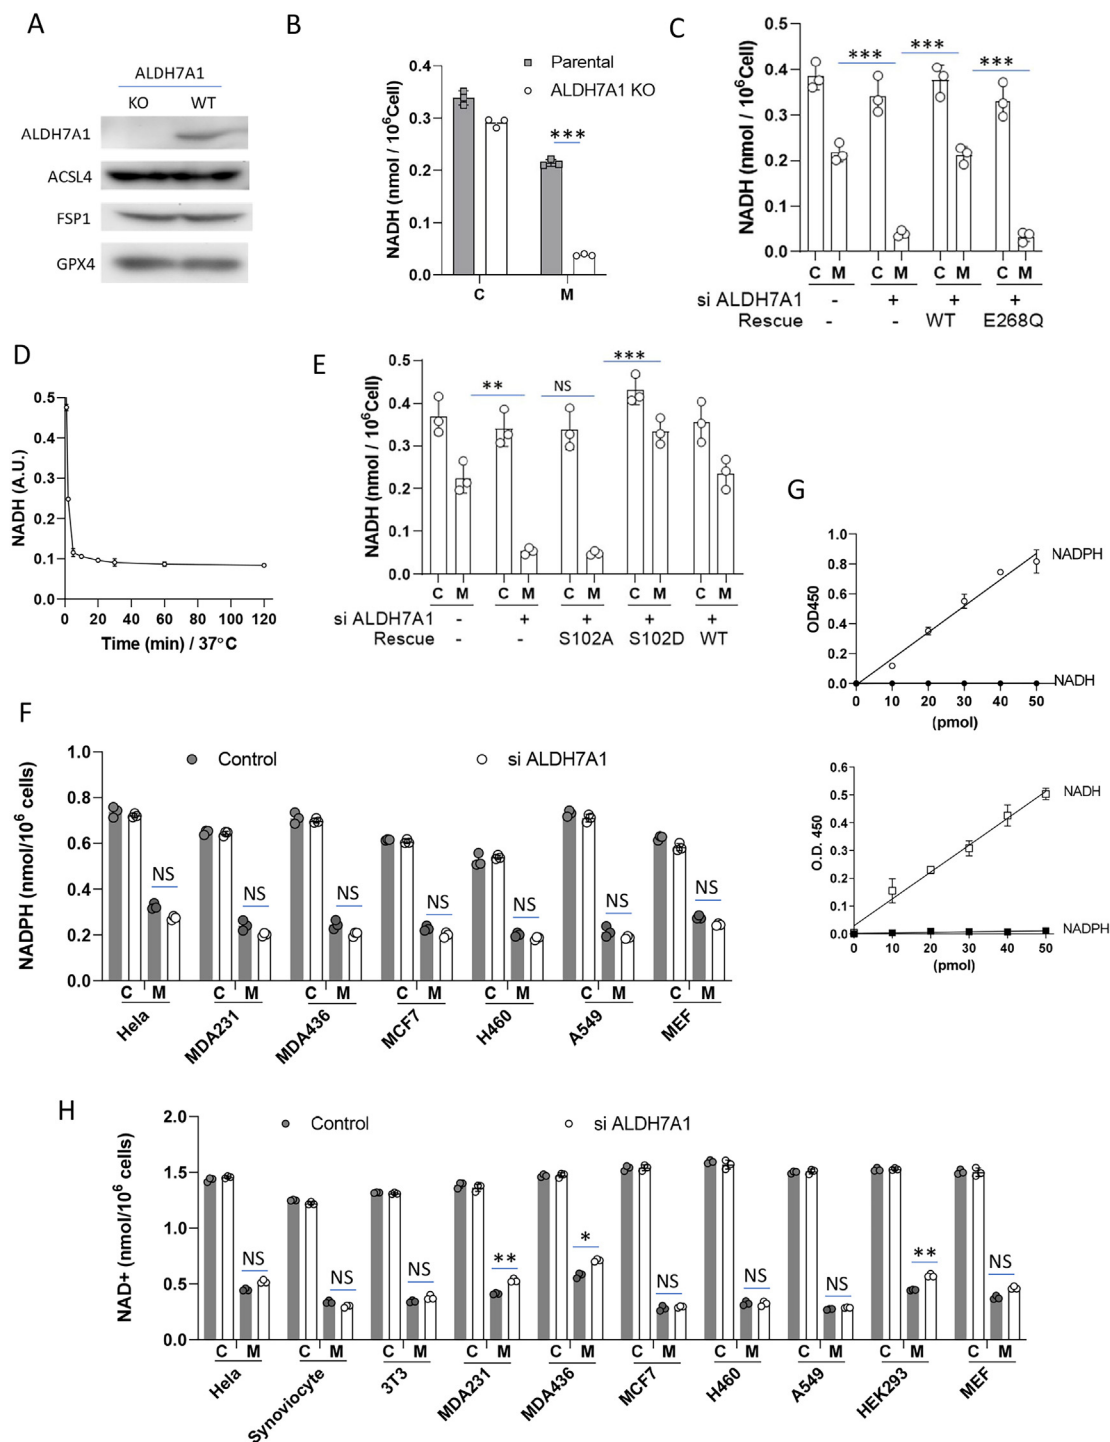 A
ALDH7A1
KO WT
ALDH7A1
ACSL4
FSP1
GPX4
B
Parental
ALDH7A1 KO
NADH (nmol / 10⁶Cell)
0.4
0.3
0.2
0.1
0.0
***
C M
C
NADH (nmol / 10⁶Cell)
0.5
0.4
0.3
0.2
0.1
0.0
*** *** ***
C M C M C M C M
si ALDH7A1 - + + +
Rescue - - WT E268Q
D
NADH (A.U.)
0.5
0.4
0.3
0.2
0.1
0.0
0 20 40 60 80 100 120
Time (min) / 37°C
E
NADH (nmol / 10⁶Cell)
0.5
0.4
0.3
0.2
0.1
0.0
** NS ***
C M C M C M C M C M
si ALDH7A1 - + + + +
Rescue - - S102A S102D WT
G
OD450
1.0
0.8
0.6
0.4
0.2
0.0
NADPH
NADH
0 10 20 30 40 50
(pmol)
O.D. 450
0.6
0.5
0.4
0.3
0.2
0.1
0.0
NADH
NADPH
0 10 20 30 40 50
(pmol)
F
Control si ALDH7A1
NADPH (nmol/10⁶ cells)
1.0
0.8
0.6
0.4
0.2
0.0
NS NS NS NS NS NS NS
C M C M C M C M C M C M C M
Hela MDA231 MDA436 MCF7 H460 A549 MEF
H
Control si ALDH7A1
NAD+ (nmol/10⁶ cells)
2.0
1.5
1.0
0.5
0.0
NS NS NS ** * NS NS NS ** NS
C M C M C M C M C M C M C M C M C M C M
Hela Synoviocyte 3T3 MDA231 MDA436 MCF7 H460 A549 HEK293 MEF